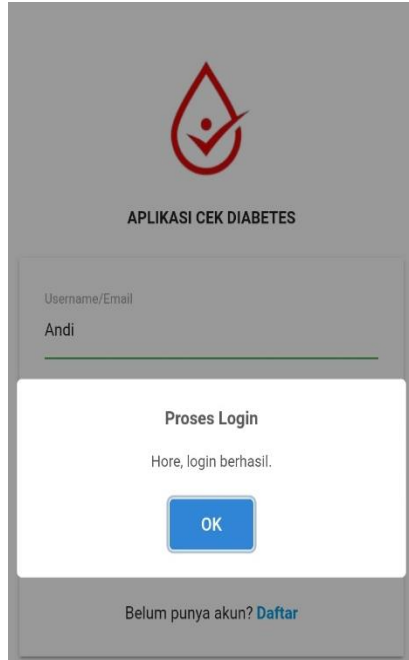 APLIKASI CEK DIABETES
Username/Email
Andi
Proses Login
Hore, login berhasil.
OK
Belum punya akun? Daftar